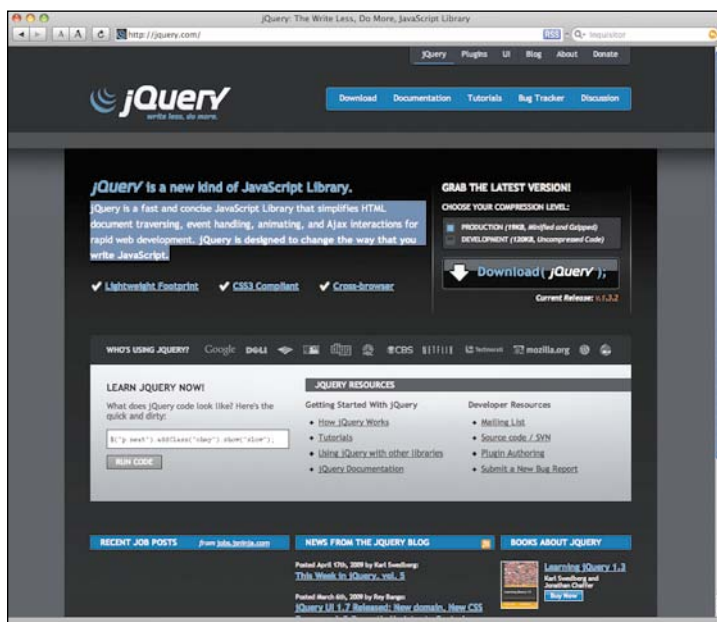 jQuery: The Write Less, Do More, JavaScript Library
A A C http://jquery.com/ RSS Q- Inquisitor
jQuery Plugins UI Blog About Donate
jQuery
write less, do more.
Download Documentation Tutorials Bug Tracker Discussion
jQuery is a new kind of JavaScript Library.
jQuery is a fast and concise JavaScript Library that simplifies HTML
document traversing, event handling, animating, and Ajax interactions for
rapid web development. jQuery is designed to change the way that you
write JavaScript.
Lightweight Footprint CSS3 Compliant Cross-browser
GRAB THE LATEST VERSION!
CHOOSE YOUR COMPRESSION LEVEL:
PRODUCTION (19KB, Minified and Gzipped)
DEVELOPMENT (120KB, Uncompressed Code)
Download( jQuery );
Current Release: v.1.3.2
WHO'S USING JQUERY? Google DELL CBS Technorati mozilla.org
LEARN JQUERY NOW!
What does jQuery code look like? Here's the
quick and dirty:
$("p.neat").addClass("ohmy").show("slow");
RUN CODE
JQUERY RESOURCES
Getting Started With jQuery
How jQuery Works
Tutorials
Using jQuery with other libraries
jQuery Documentation
Developer Resources
Mailing List
Source code / SVN
Plugin Authoring
Submit a New Bug Report
RECENT JOB POSTS from jobs.jsninja.com
NEWS FROM THE JQUERY BLOG
Posted April 17th, 2009 by Karl Swedberg:
This Week in jQuery, vol. 5
Posted March 6th, 2009 by Rey Bango:
jQuery UI 1.7 Released: New domain, New CSS
BOOKS ABOUT JQUERY
Learning jQuery 1.3
Karl Swedberg and
Jonathan Chaffer
Buy Now